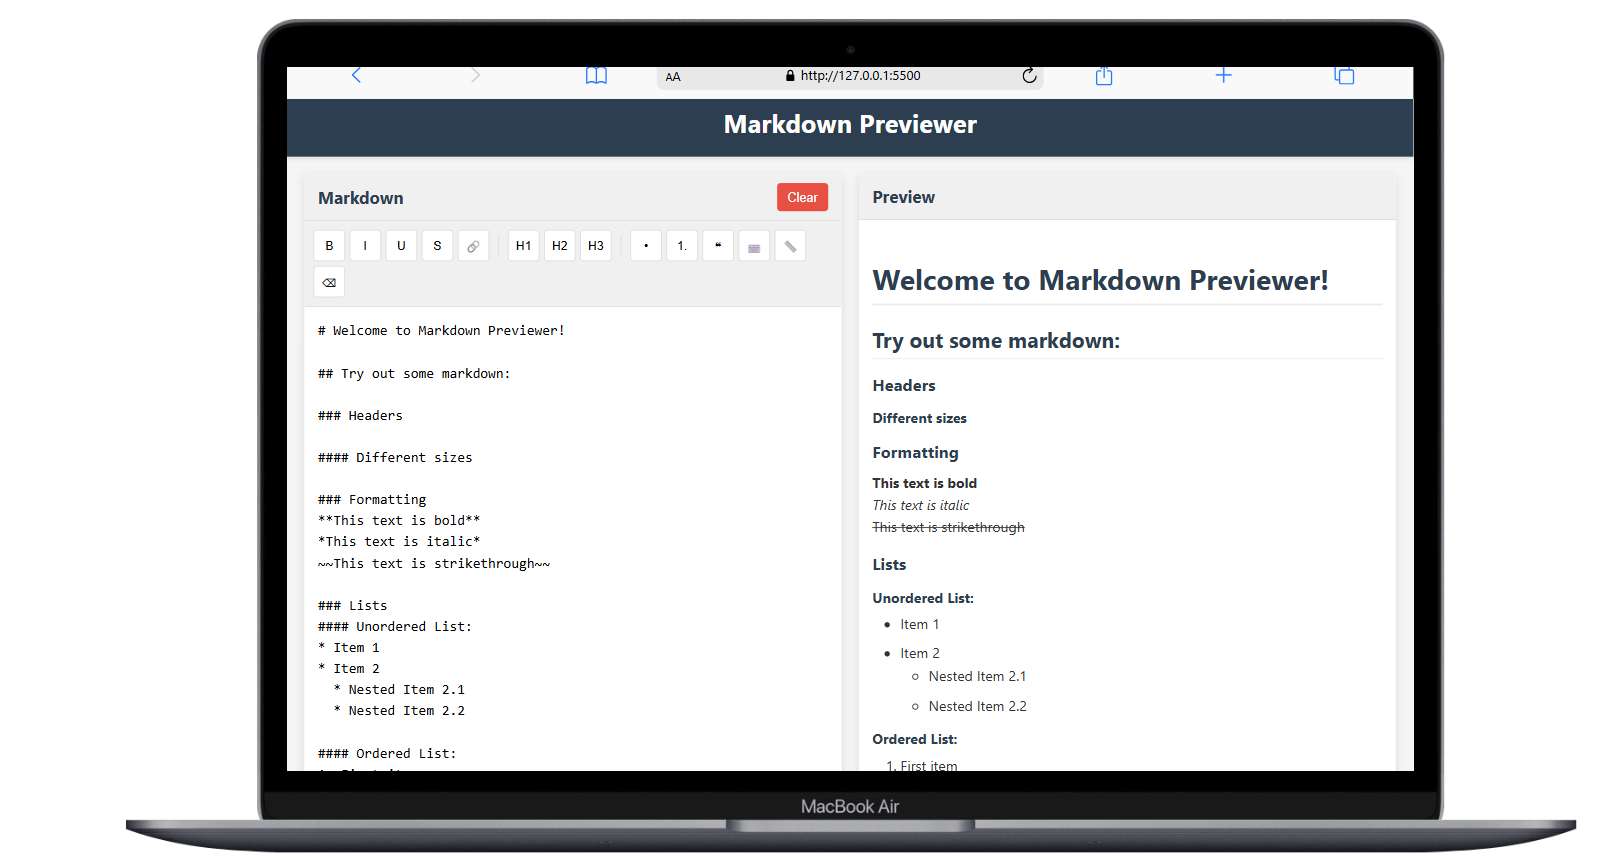 AA
http://127.0.0.1:5500
Markdown Previewer
Markdown
Clear
B I U S H1 H2 H3 • 1. ❝
# Welcome to Markdown Previewer!
## Try out some markdown:
### Headers
#### Different sizes
### Formatting
**This text is bold**
*This text is italic*
~~This text is strikethrough~~
### Lists
#### Unordered List:
* Item 1
* Item 2
* Nested Item 2.1
* Nested Item 2.2
#### Ordered List:
Preview
Welcome to Markdown Previewer!
Try out some markdown:
Headers
Different sizes
Formatting
This text is bold
This text is italic
This text is strikethrough
Lists
Unordered List:
• Item 1
• Item 2
◦ Nested Item 2.1
◦ Nested Item 2.2
Ordered List:
1. First item
MacBook Air